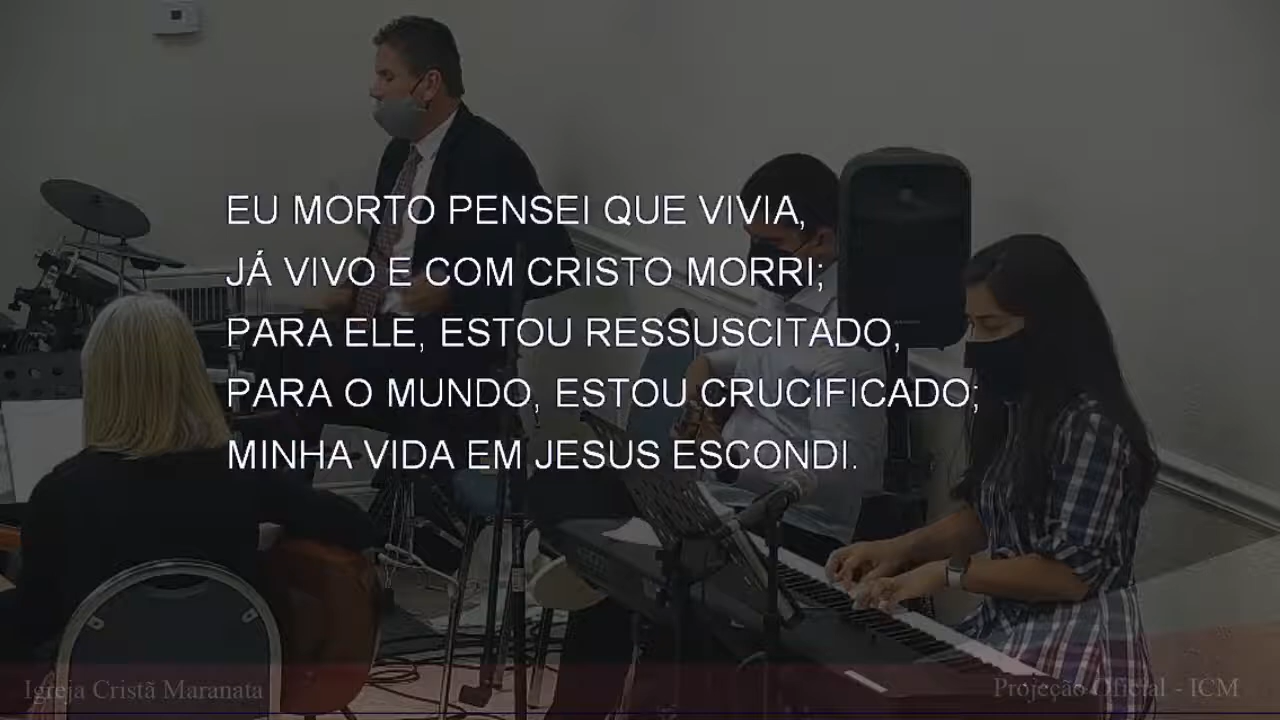 EU MORTO PENSEI QUE VIVIA,
JÁ VIVO E COM CRISTO MORRI;
PARA ELE, ESTOU RESSUSCITADO,
PARA O MUNDO, ESTOU CRUCIFICADO;
MINHA VIDA EM JESUS ESCONDI.
Igreja Cristã Maranata
Projeção Oficial - ICM